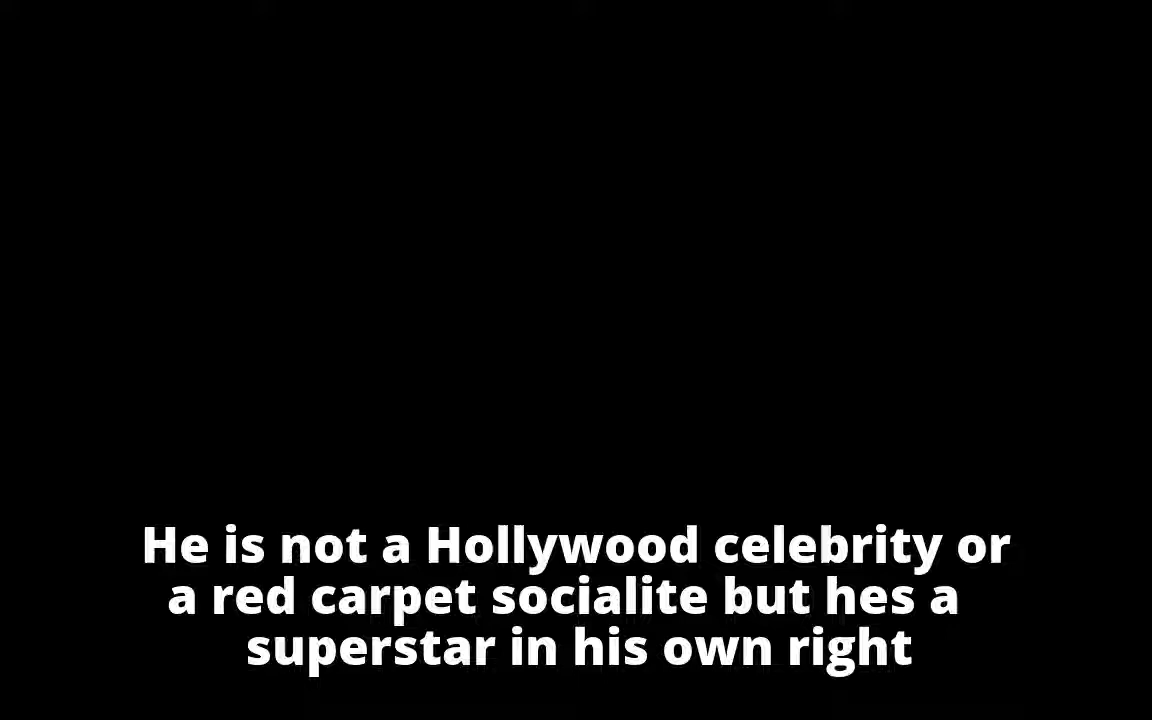 He is not a Hollywood celebrity or
a red carpet socialite but hes a
superstar in his own right